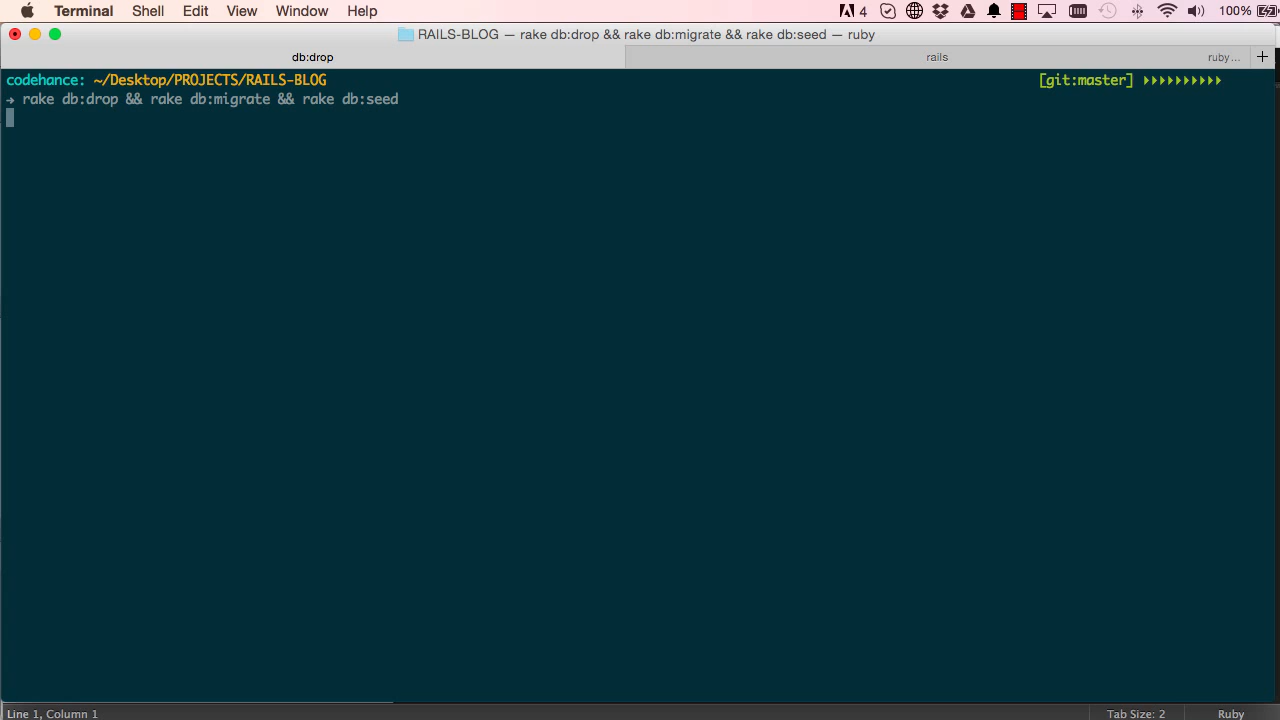 Terminal Shell Edit View Window Help 4 100%
RAILS-BLOG — rake db:drop && rake db:migrate && rake db:seed — ruby
db:drop rails ruby...
codehance: ~/Desktop/PROJECTS/RAILS-BLOG [git:master]
→ rake db:drop && rake db:migrate && rake db:seed
Line 1, Column 1 Tab Size: 2 Ruby